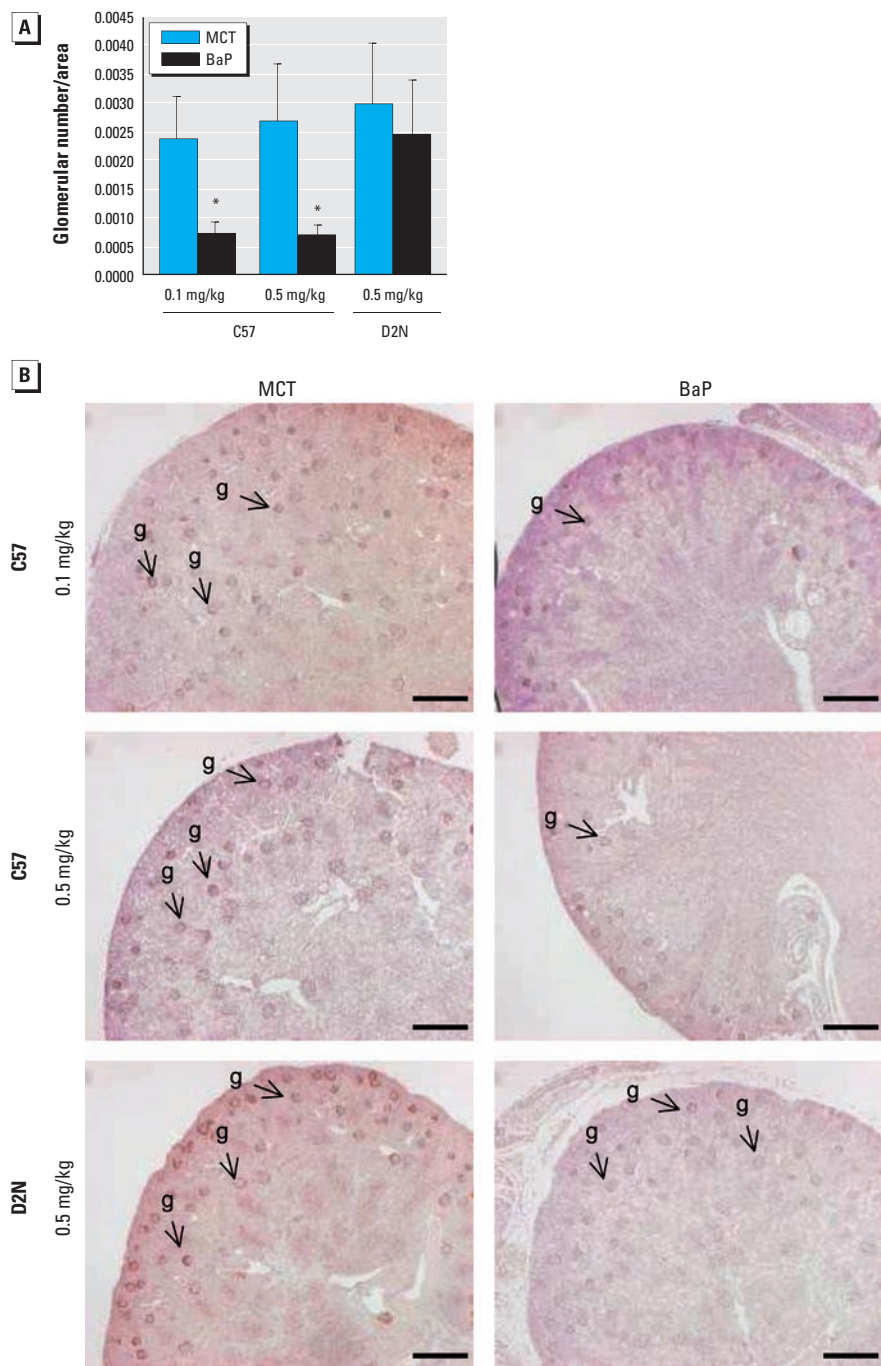 A
Glomerular number/area
0.0045
0.0040
0.0035
0.0030
0.0025
0.0020
0.0015
0.0010
0.0005
0.0000
MCT
BaP
*
*
0.1 mg/kg
0.5 mg/kg
0.5 mg/kg
C57
D2N
B
MCT
BaP
C57
0.1 mg/kg
g
g
g
g
C57
0.5 mg/kg
g
g
g
g
D2N
0.5 mg/kg
g
g
g
g
g
g